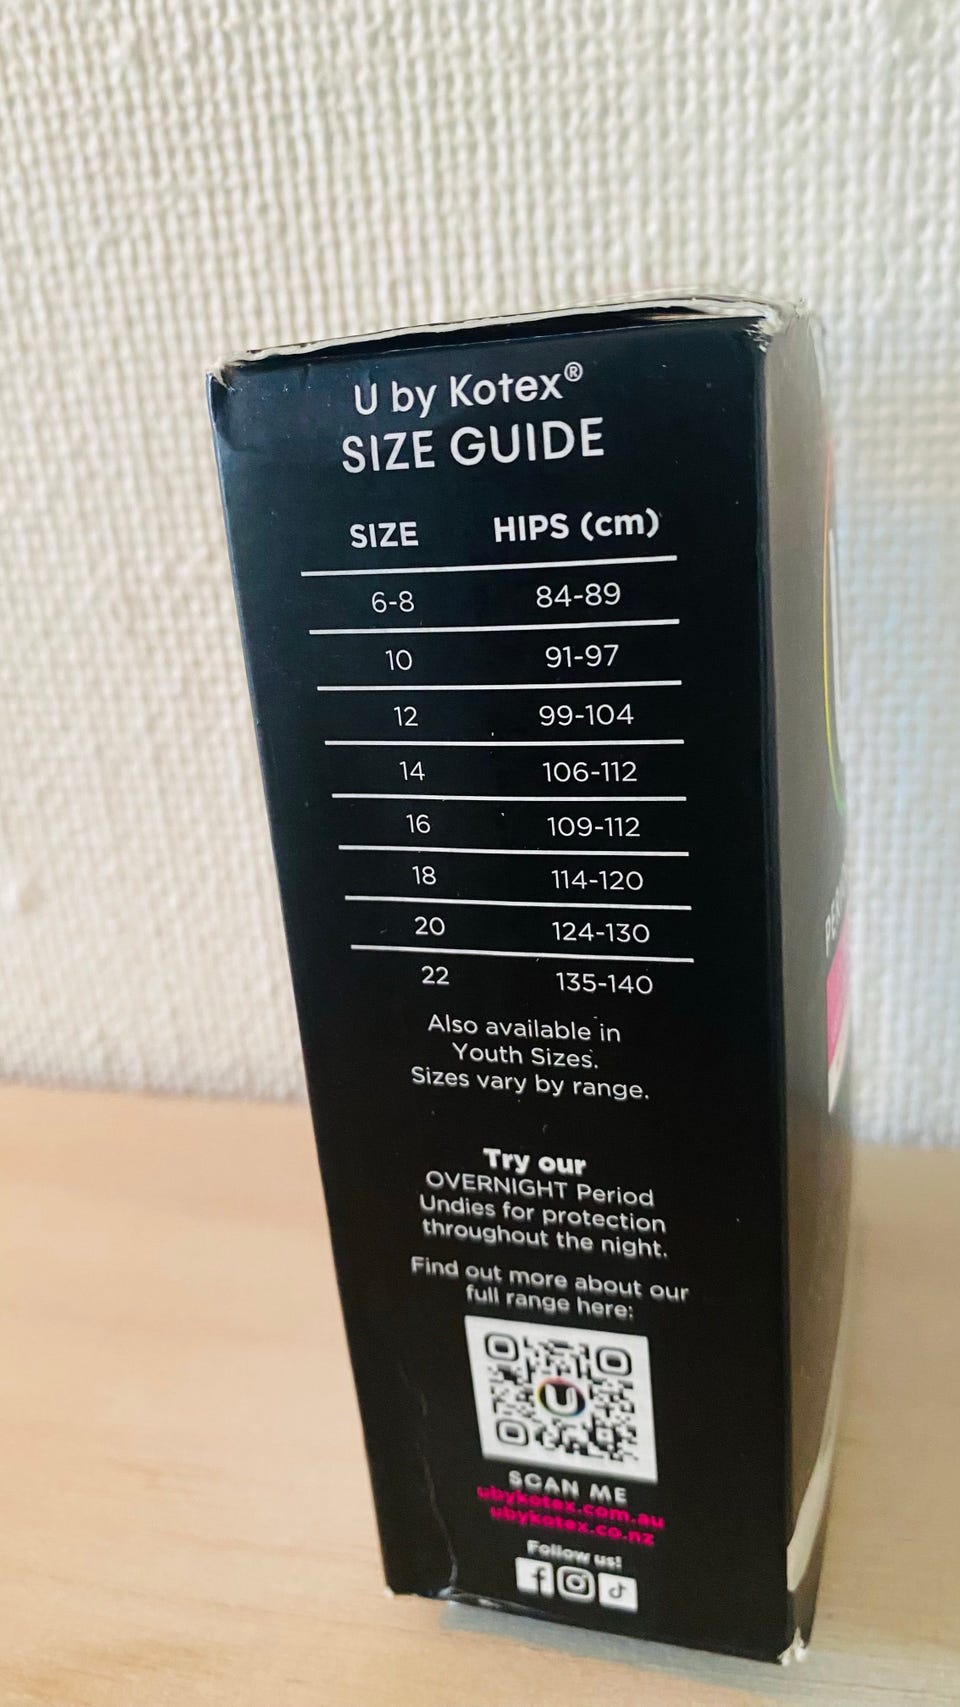 U by Kotex®
SIZE GUIDE
SIZE HIPS (cm)
6-8 84-89
10 91-97
12 99-104
14 106-112
16 109-112
18 114-120
20 124-130
22 135-140
Also available in
Youth Sizes.
Sizes vary by range.
Try our
OVERNIGHT Period
Undies for protection
throughout the night.
Find out more about our
full range here:
U
SCAN ME
ubykotex.com.au
ubykotex.co.nz
Follow us!